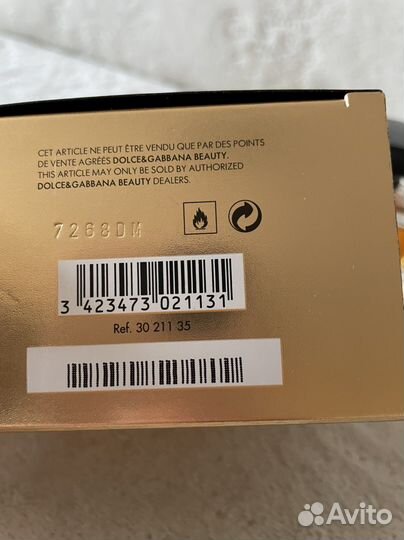 CET ARTICLE NE PEUT ÊTRE VENDU QUE PAR DES POINTS
DE VENTE AGRÉÉS DOLCE&GABBANA BEAUTY.
THIS ARTICLE MAY ONLY BE SOLD BY AUTHORIZED
DOLCE&GABBANA BEAUTY DEALERS.
7268DM
3 423473 021131
Ref. 30 211 35
Avito